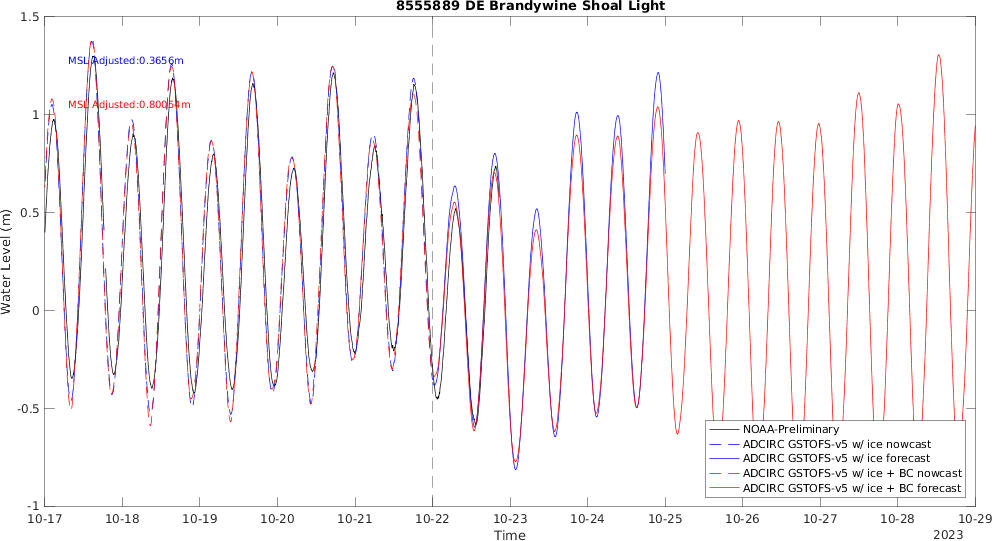 8555889 DE Brandywine Shoal Light
1.5
1
0.5
0
-0.5
-1
Water Level (m)
MSL Adjusted:0.3656m
MSL Adjusted:0.80054m
NOAA-Preliminary
ADCIRC GSTOFS-v5 w/ ice nowcast
ADCIRC GSTOFS-v5 w/ ice forecast
ADCIRC GSTOFS-v5 w/ ice + BC nowcast
ADCIRC GSTOFS-v5 w/ ice + BC forecast
10-17 10-18 10-19 10-20 10-21 10-22 10-23 10-24 10-25 10-26 10-27 10-28 10-29
Time
2023